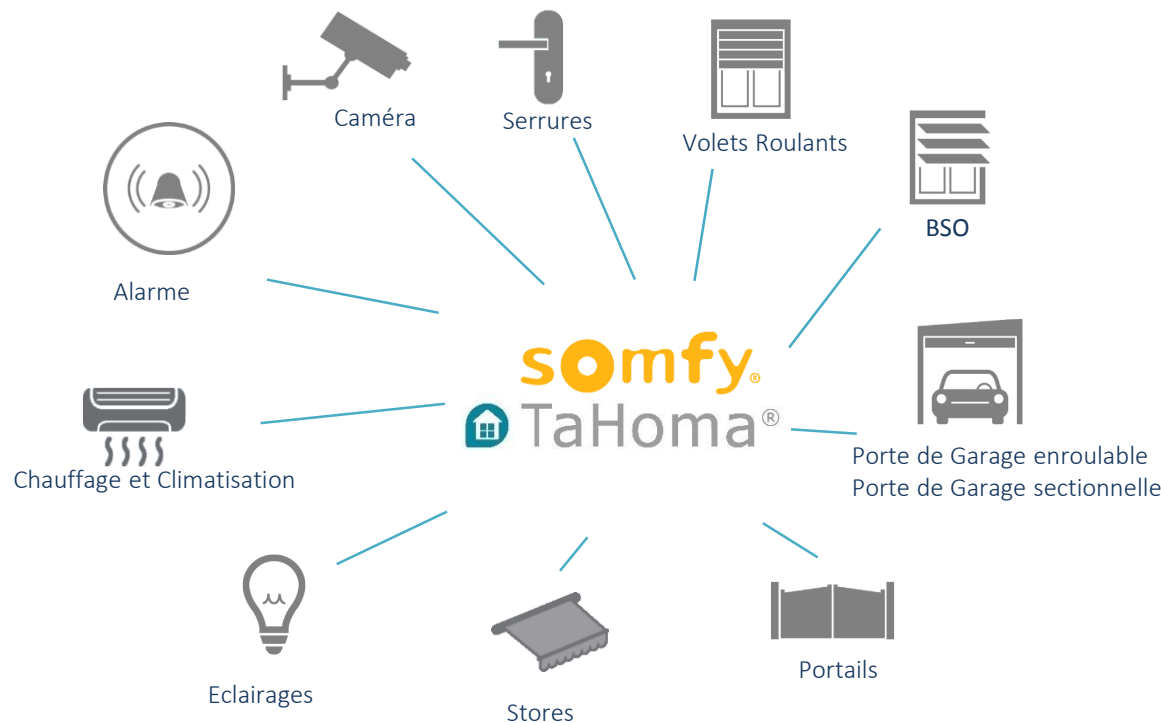 Caméra
Serrures
Volets Roulants
BSO
Alarme
somfy®
TaHoma®
Chauffage et Climatisation
Porte de Garage enroulable
Porte de Garage sectionnelle
Eclairages
Stores
Portails